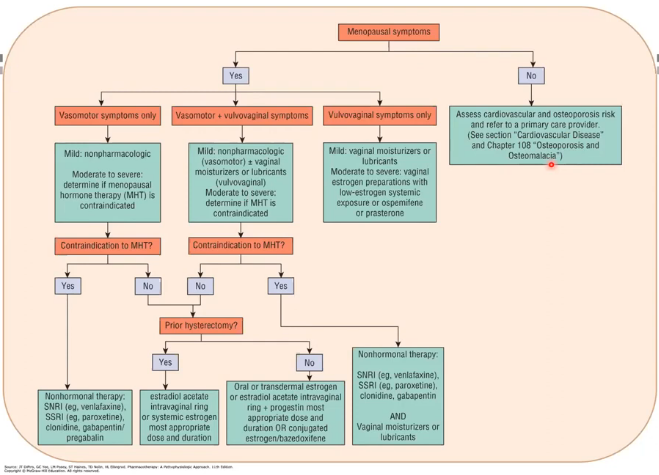 Menopausal symptoms
Yes
No
Vasomotor symptoms only
Vasomotor + vulvovaginal symptoms
Vulvovaginal symptoms only
Assess cardiovascular and osteoporosis risk
and refer to a primary care provider.
(See section “Cardiovascular Disease”
and Chapter 108 “Osteoporosis and
Osteomalacia”)
Mild: nonpharmacologic
Moderate to severe:
determine if menopausal
hormone therapy (MHT) is
contraindicated
Mild: nonpharmacologic
(vasomotor) ± vaginal
moisturizers or lubricants
(vulvovaginal)
Moderate to severe:
determine if MHT is
contraindicated
Mild: vaginal moisturizers or
lubricants
Moderate to severe: vaginal
estrogen preparations with
low-estrogen systemic
exposure or ospemifene
or prasterone
Contraindication to MHT?
Contraindication to MHT?
Yes
No
No
Yes
Prior hysterectomy?
Yes
No
Nonhormonal therapy:
SNRI (eg, venlafaxine),
SSRI (eg, paroxetine),
clonidine, gabapentin/
pregabalin
estradiol acetate
intravaginal ring
or systemic estrogen
most appropriate
dose and duration
Oral or transdermal estrogen
or estradiol acetate intravaginal
ring + progestin most
appropriate dose and
duration OR conjugated
estrogen/bazedoxifene
Nonhormonal therapy:
SNRI (eg, venlafaxine),
SSRI (eg, paroxetine),
clonidine, gabapentin
AND
Vaginal moisturizers or
lubricants
Source: JT DiPiro, GC Yee, LM Posey, ST Haines, TD Nolin, VL Ellingrod, Pharmacotherapy: A Pathophysiologic Approach, 11th Edition.
Copyright © McGraw-Hill Education. All rights reserved.